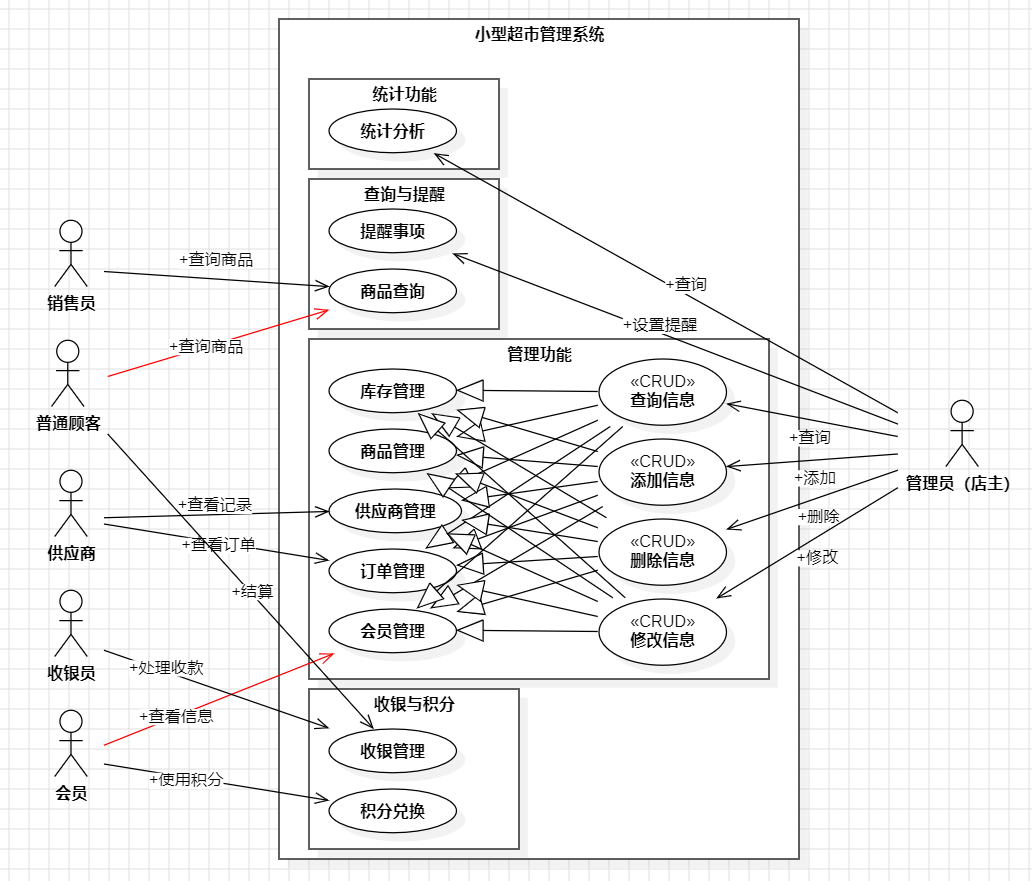 小型超市管理系统
统计功能
统计分析
查询与提醒
提醒事项
商品查询
管理功能
库存管理
商品管理
供应商管理
订单管理
会员管理
«CRUD»
查询信息
«CRUD»
添加信息
«CRUD»
删除信息
«CRUD»
修改信息
收银与积分
收银管理
积分兑换
销售员
普通顾客
供应商
收银员
会员
管理员（店主）
+查询商品
+查询商品
+查看记录
+查看订单
+结算
+处理收款
+查看信息
+使用积分
+查询
+设置提醒
+查询
+添加
+删除
+修改